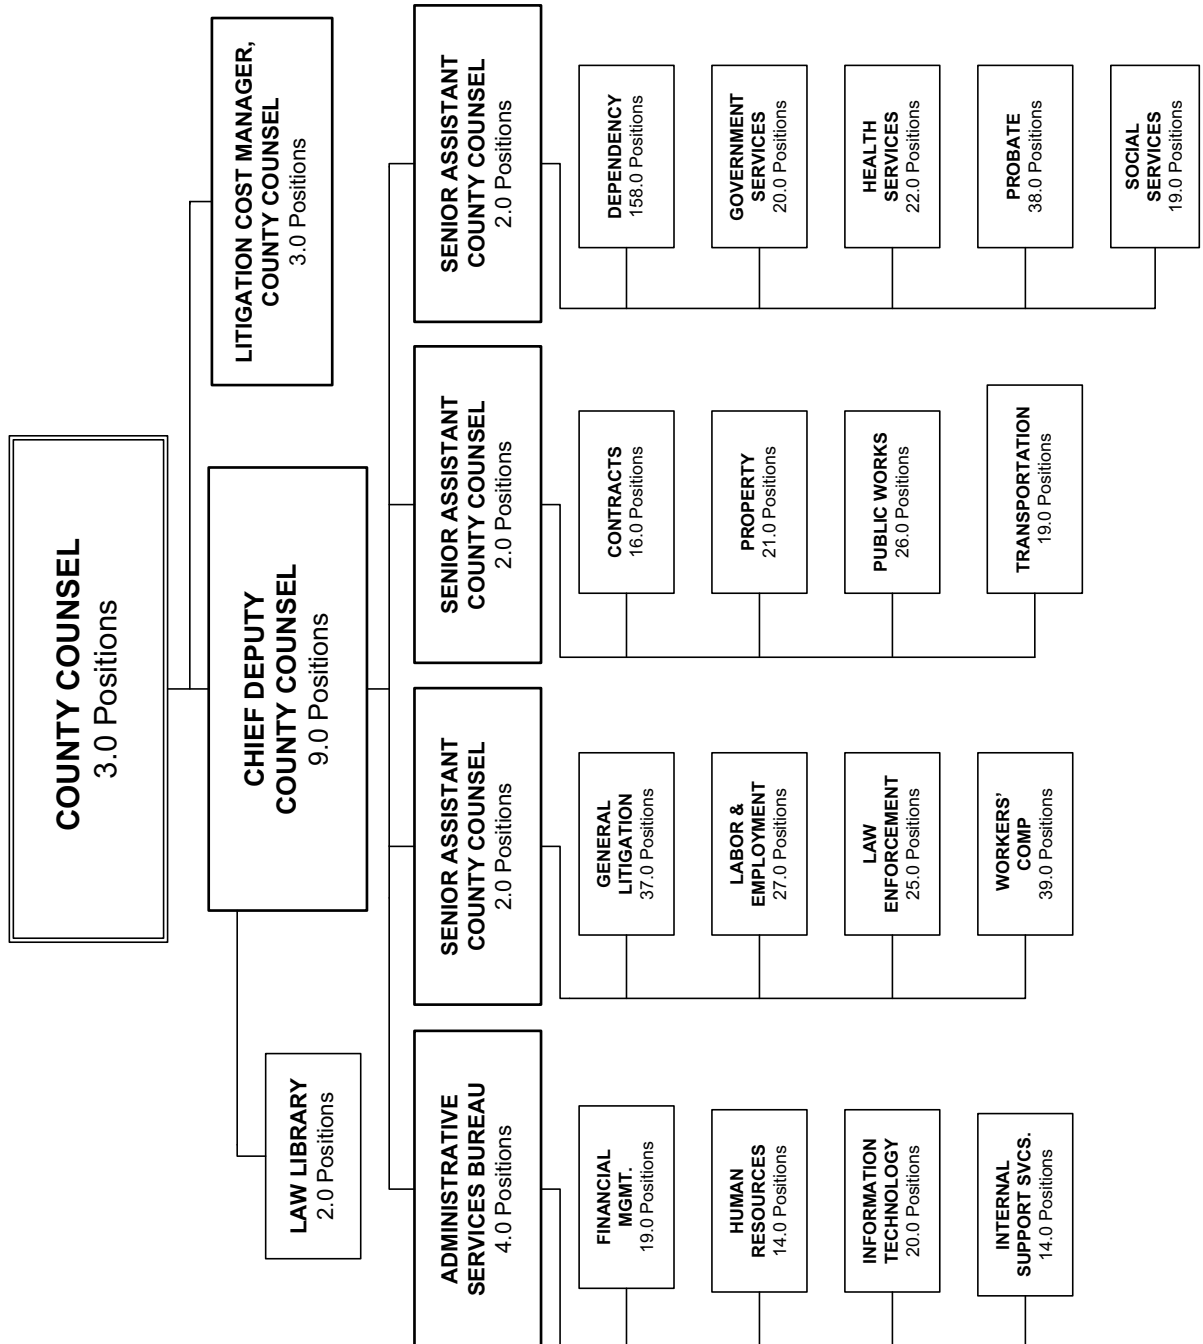 COUNTY COUNSEL
3.0 Positions
LITIGATION COST MANAGER,
COUNTY COUNSEL
3.0 Positions
CHIEF DEPUTY
COUNTY COUNSEL
9.0 Positions
LAW LIBRARY
2.0 Positions
ADMINISTRATIVE
SERVICES BUREAU
4.0 Positions
FINANCIAL
MGMT.
19.0 Positions
HUMAN
RESOURCES
14.0 Positions
INFORMATION
TECHNOLOGY
20.0 Positions
INTERNAL
SUPPORT SVCS.
14.0 Positions
SENIOR ASSISTANT
COUNTY COUNSEL
2.0 Positions
GENERAL
LITIGATION
37.0 Positions
LABOR &
EMPLOYMENT
27.0 Positions
LAW
ENFORCEMENT
25.0 Positions
WORKERS’
COMP
39.0 Positions
SENIOR ASSISTANT
COUNTY COUNSEL
2.0 Positions
CONTRACTS
16.0 Positions
PROPERTY
21.0 Positions
PUBLIC WORKS
26.0 Positions
TRANSPORTATION
19.0 Positions
SENIOR ASSISTANT
COUNTY COUNSEL
2.0 Positions
DEPENDENCY
158.0 Positions
GOVERNMENT
SERVICES
20.0 Positions
HEALTH
SERVICES
22.0 Positions
PROBATE
38.0 Positions
SOCIAL
SERVICES
19.0 Positions